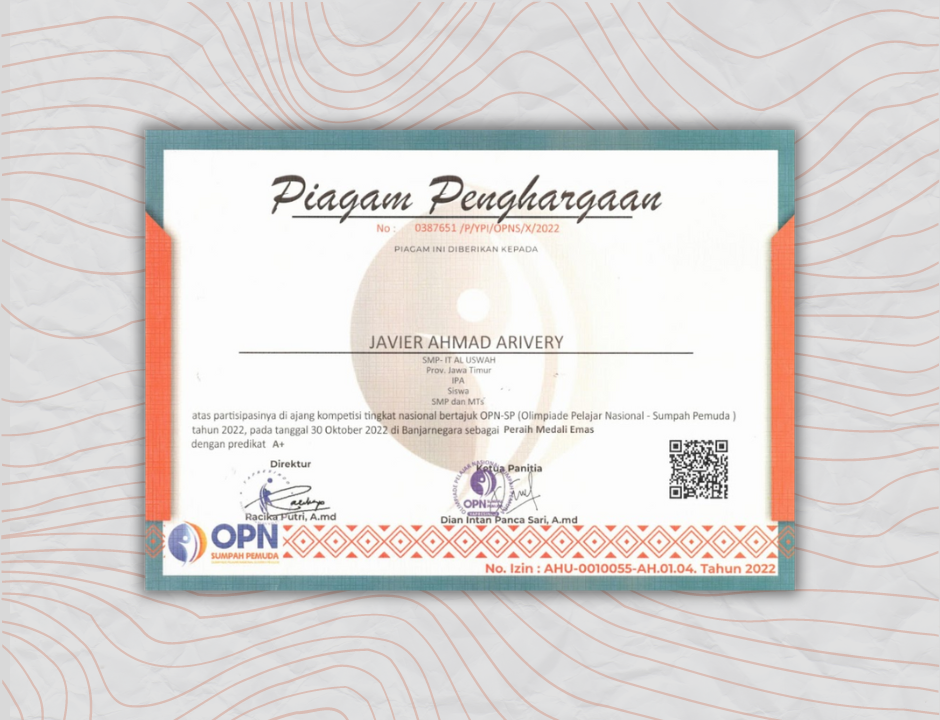 Piagam Penghargaan
No : 0387651 /P/YPI/OPNS/X/2022
PIAGAM INI DIBERIKAN KEPADA
JAVIER AHMAD ARIVERY
SMP- IT AL USWAH
Prov. Jawa Timur
IPA
Siswa
SMP dan MTs
atas partisipasinya di ajang kompetisi tingkat nasional bertajuk OPN-SP (Olimpiade Pelajar Nasional - Sumpah Pemuda )
tahun 2022, pada tanggal 30 Oktober 2022 di Banjarnegara sebagai Peraih Medali Emas
dengan predikat A+
Direktur
Ketua Panitia
OPN
Racika Putri, A.md
Dian Intan Panca Sari, A.md
OPN
SUMPAH PEMUDA
No. Izin : AHU-0010055-AH.01.04. Tahun 2022